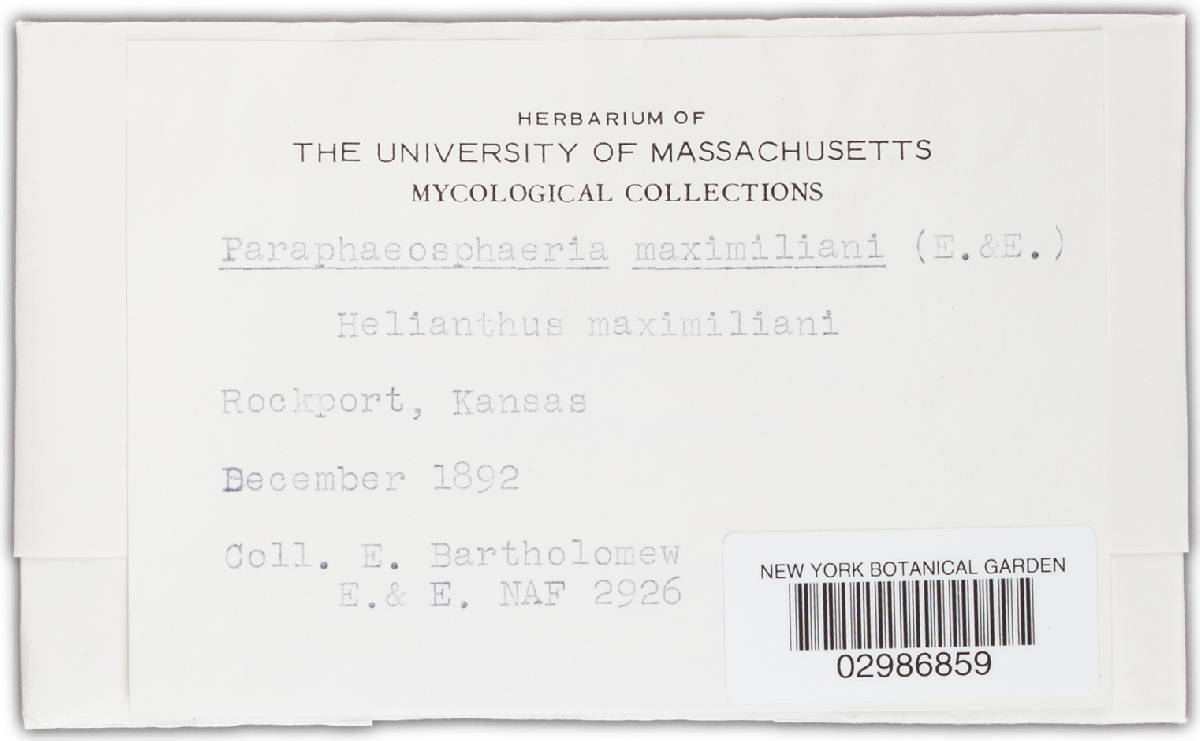 HERBARIUM OF
THE UNIVERSITY OF MASSACHUSETTS
MYCOLOGICAL COLLECTIONS
Paraphaeosphaeria maximiliani (E.&E.)
Helianthus maximiliani
Rockport, Kansas
December 1892
Coll. E. Bartholomew
E.& E. NAF 2926
NEW YORK BOTANICAL GARDEN
02986859